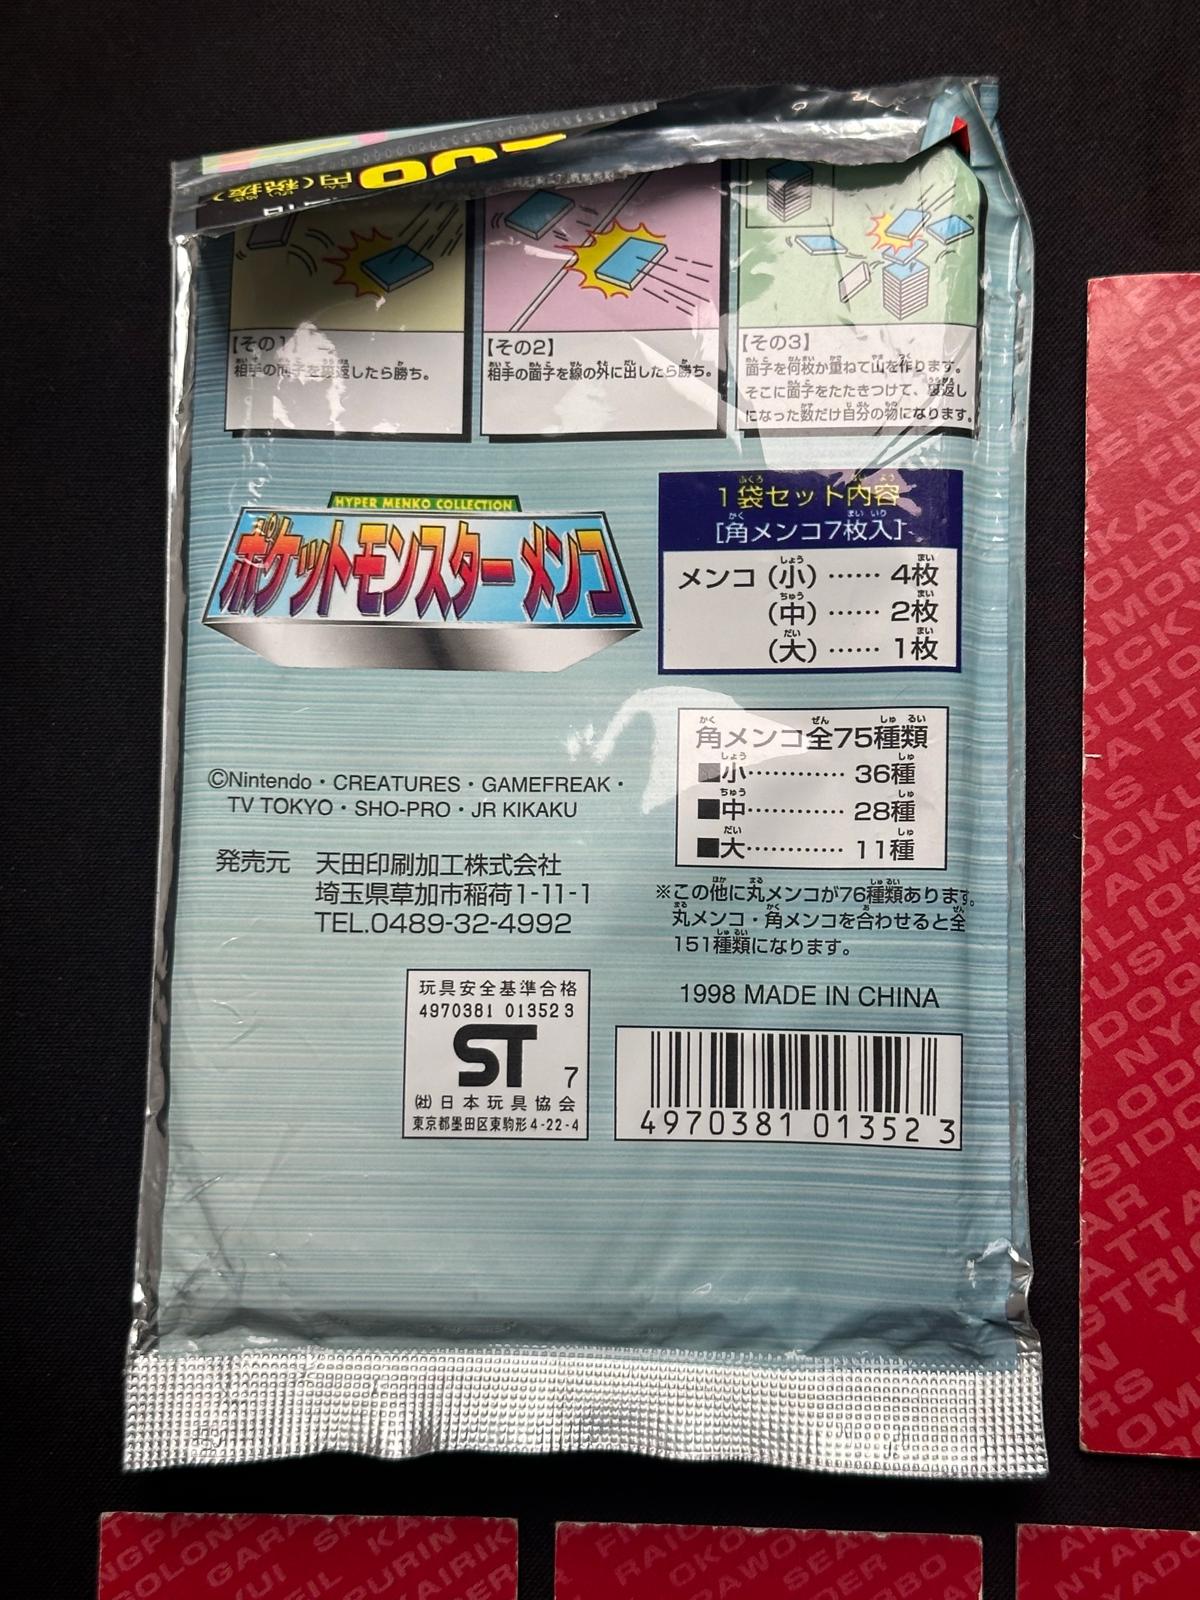 00
円(税抜)
【その1】
相手の面子を裏返したら勝ち。
【その2】
相手の面子を線の外に出したら勝ち。
【その3】
面子を何枚か重ねて山を作ります。
そこに面子をたたきつけて、裏返し
になった数だけ自分の物になります。
HYPER MENKO COLLECTION
ポケットモンスター メンコ
1袋セット内容
[角メンコ7枚入]
メンコ(小)…… 4枚
(中)…… 2枚
(大)…… 1枚
角メンコ全75種類
■小………… 36種
■中………… 28種
■大………… 11種
※この他に丸メンコが76種類あります。
丸メンコ・角メンコを合わせると全
151種類になります。
©Nintendo・CREATURES・GAMEFREAK・
TV TOKYO・SHO-PRO・JR KIKAKU
発売元 天田印刷加工株式会社
埼玉県草加市稲荷1-11-1
TEL.0489-32-4992
1998 MADE IN CHINA
玩具安全基準合格
4970381 013523
ST 7
(社)日本玩具協会
東京都墨田区東駒形4-22-4
4970381 013523